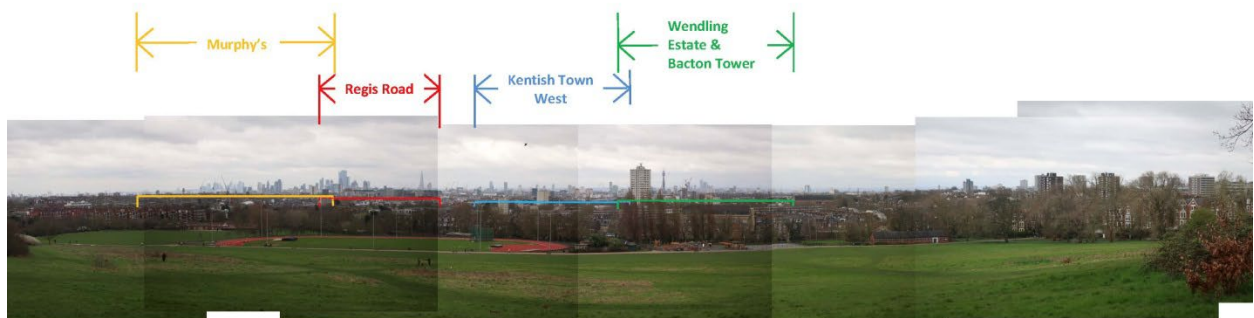 Murphy's
Regis Road
Kentish Town
West
Wendling
Estate &
Bacton Tower